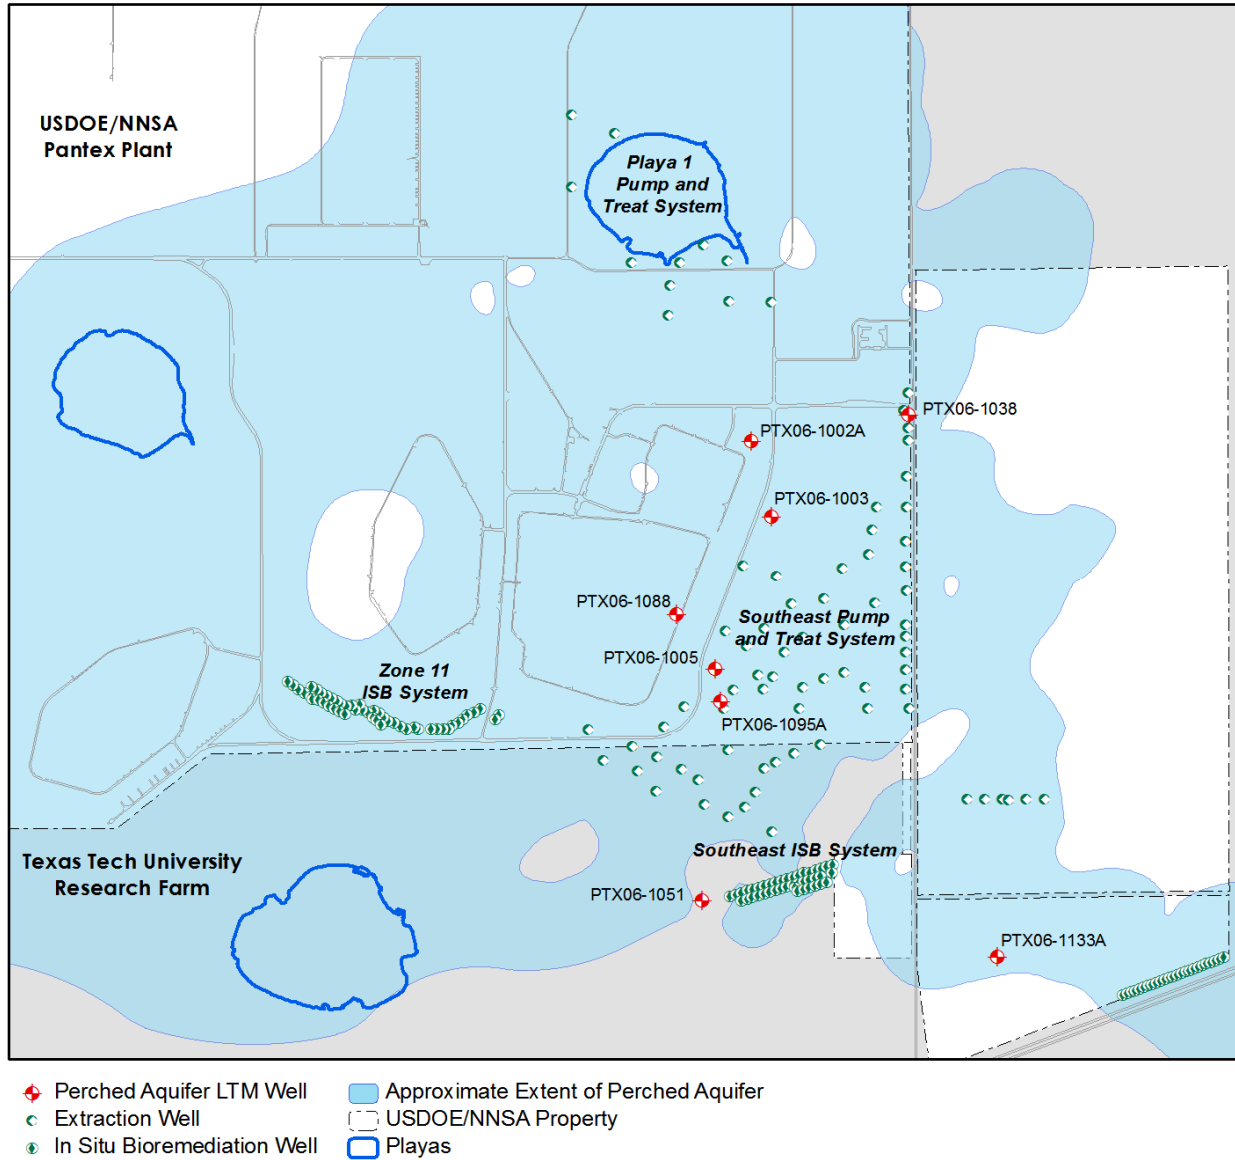 USDOE/NNSA
Pantex Plant
Playa 1
Pump and
Treat System
PTX06-1038
PTX06-1002A
PTX06-1003
PTX06-1088
Southeast Pump
and Treat System
PTX06-1005
Zone 11
ISB System
PTX06-1095A
Southeast ISB System
Texas Tech University
Research Farm
PTX06-1051
PTX06-1133A
Perched Aquifer LTM Well
Extraction Well
In Situ Bioremediation Well
Approximate Extent of Perched Aquifer
USDOE/NNSA Property
Playas